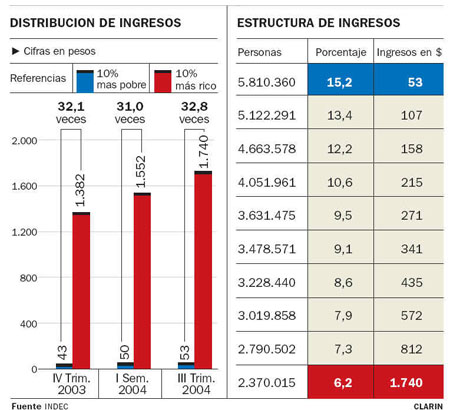 DISTRIBUCION DE INGRESOS
▶ Cifras en pesos
Referencias
10%
mas pobre
10%
más rico
32,1
veces
31,0
veces
32,8
veces
2.000
1.600
1.200
800
400
0
43
1.382
50
1.552
53
1.740
IV Trim.
2003
I Sem.
2004
III Trim.
2004
ESTRUCTURA DE INGRESOS
Personas Porcentaje Ingresos en $
5.810.360 15,2 53
5.122.291 13,4 107
4.663.578 12,2 158
4.051.961 10,6 215
3.631.475 9,5 271
3.478.571 9,1 341
3.228.440 8,6 435
3.019.858 7,9 572
2.790.502 7,3 812
2.370.015 6,2 1.740
Fuente INDEC
CLARIN